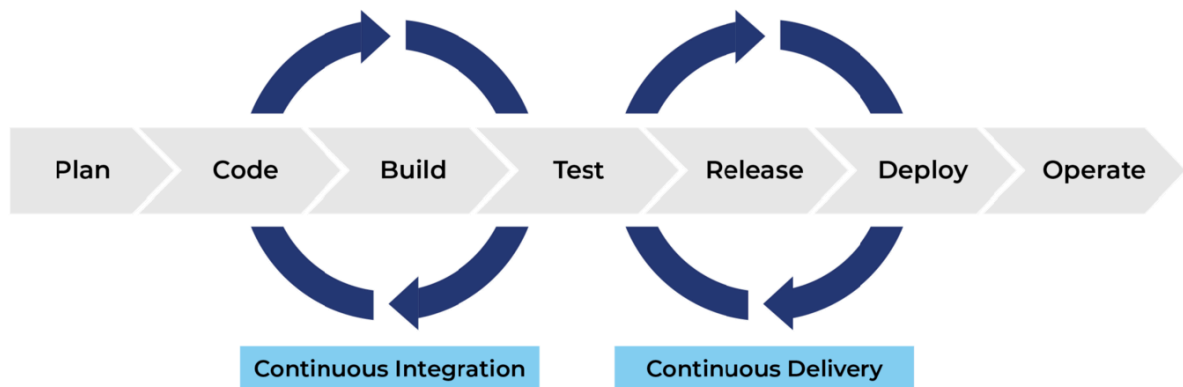 Plan Code Build Test Release Deploy Operate
Continuous Integration Continuous Delivery